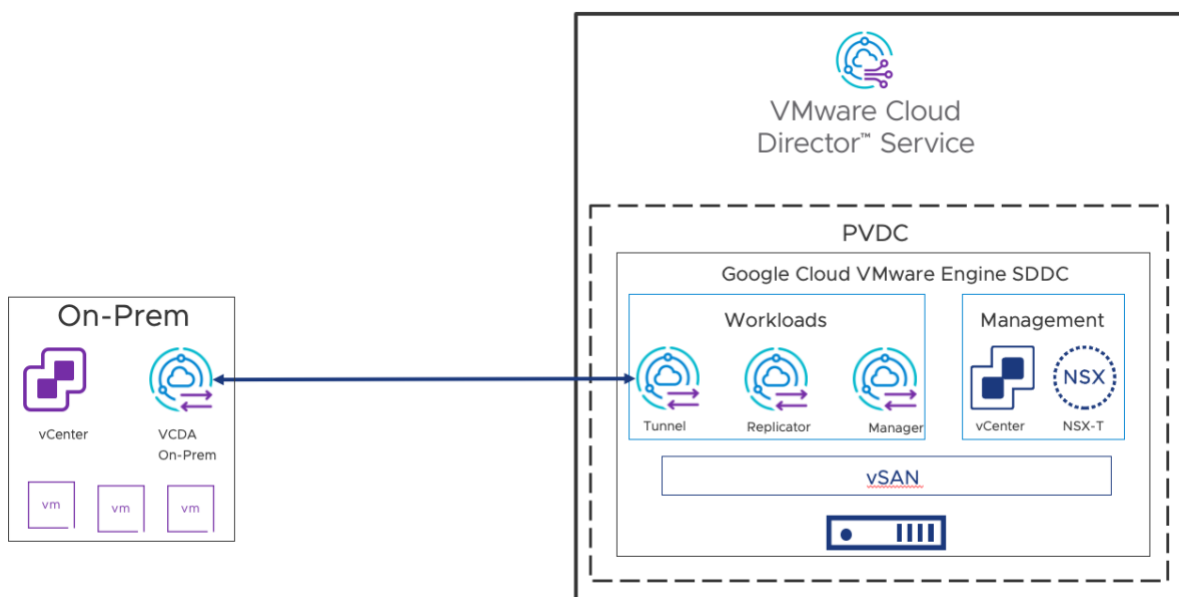 VMware Cloud
Director™ Service
PVDC
Google Cloud VMware Engine SDDC
On-Prem
Workloads
Management
NSX
vCenter
VCDA
On-Prem
Tunnel
Replicator
Manager
vCenter
NSX-T
vSAN
vm
vm
vm